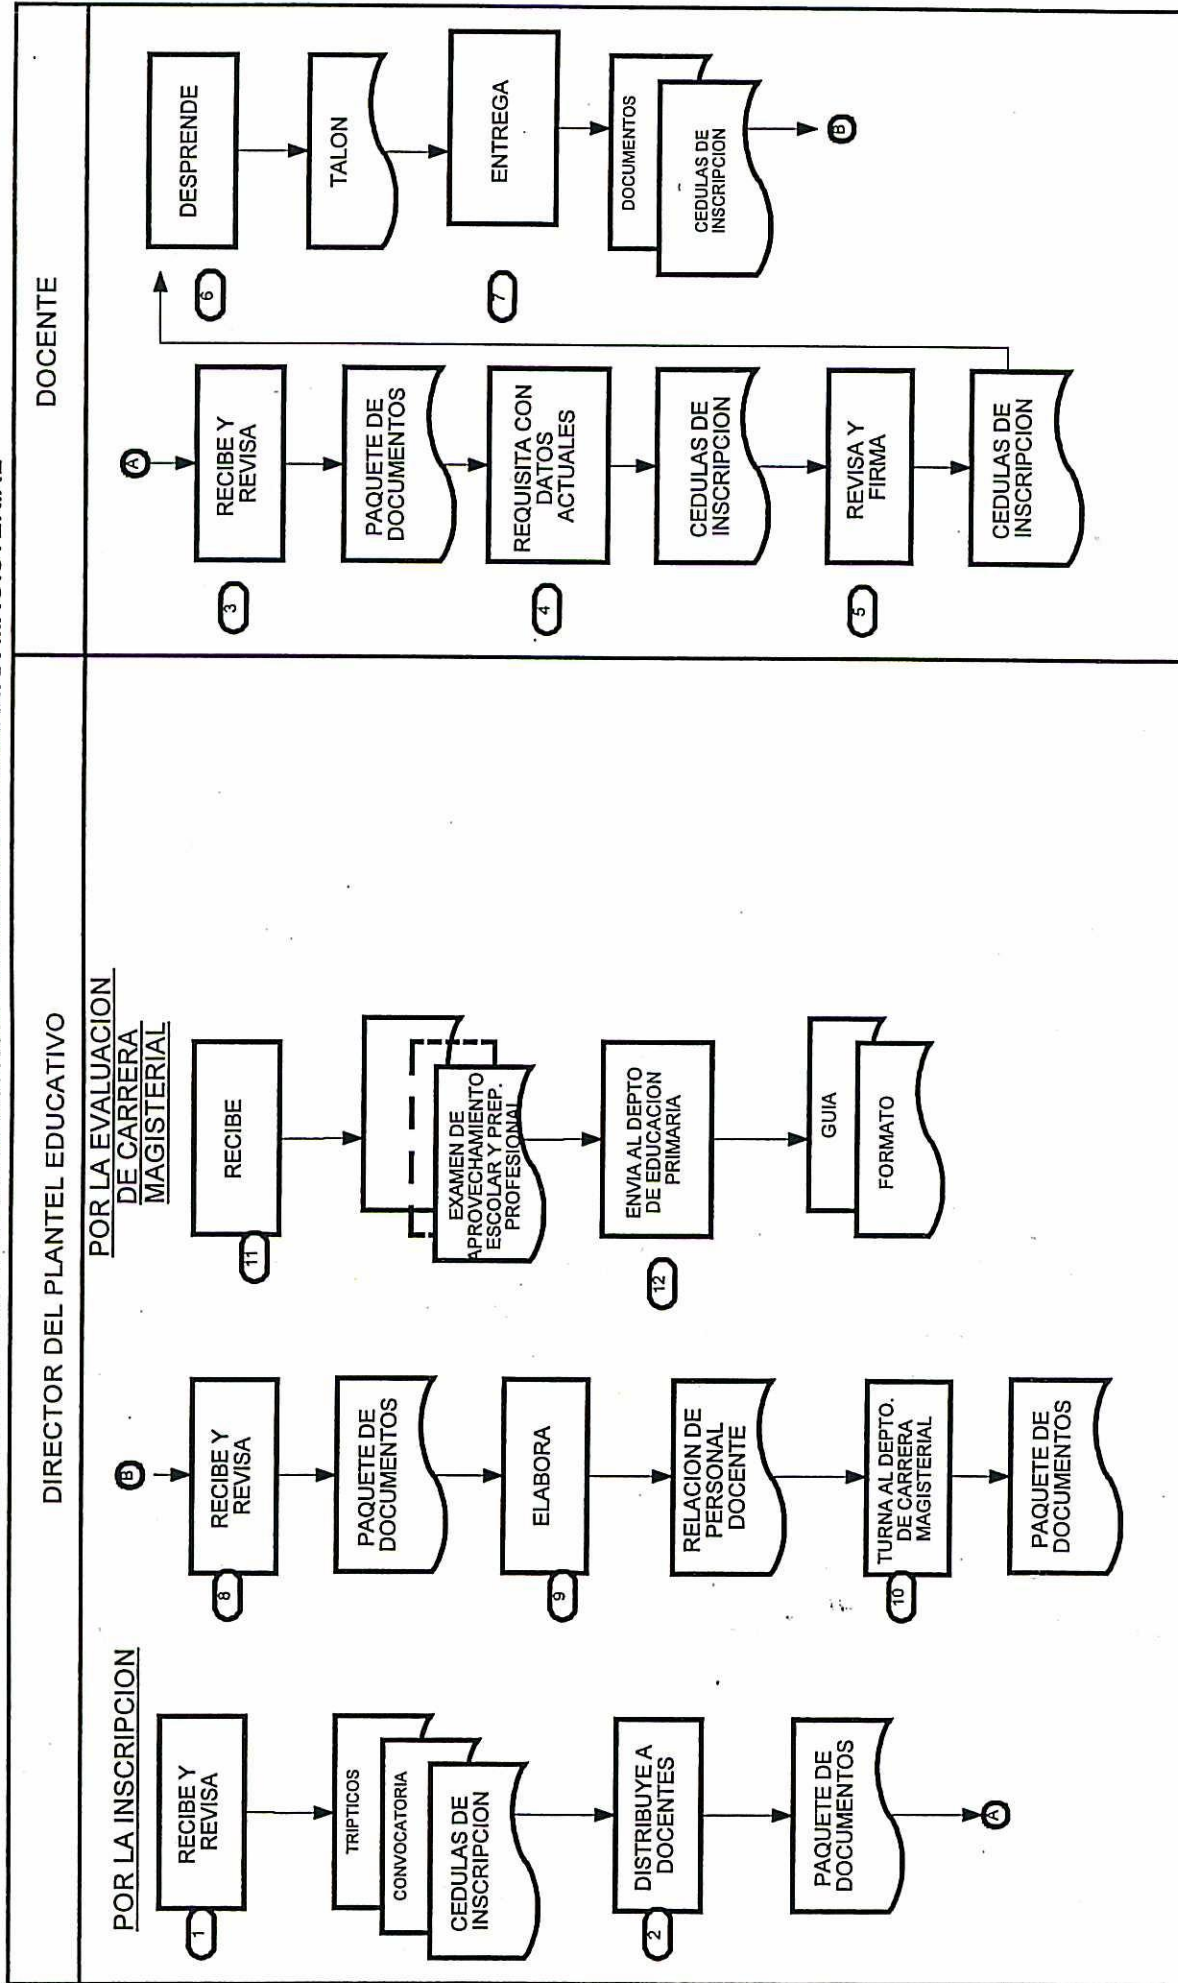 DIRECTOR DEL PLANTEL EDUCATIVO
DOCENTE
POR LA INSCRIPCION
1
RECIBE Y
REVISA
TRIPTICOS
CONVOCATORIA
CEDULAS DE
INSCRIPCION
2
DISTRIBUYE A
DOCENTES
PAQUETE DE
DOCUMENTOS
A
B
8
RECIBE Y
REVISA
PAQUETE DE
DOCUMENTOS
9
ELABORA
RELACION DE
PERSONAL
DOCENTE
10
TURNA AL DEPTO.
DE CARRERA
MAGISTERIAL
PAQUETE DE
DOCUMENTOS
POR LA EVALUACION
DE CARRERA
MAGISTERIAL
11
RECIBE
EXAMEN DE
APROVECHAMIENTO
ESCOLAR Y PREP.
PROFESIONAL
12
ENVIA AL DEPTO
DE EDUCACION
PRIMARIA
GUIA
FORMATO
A
3
RECIBE Y
REVISA
PAQUETE DE
DOCUMENTOS
4
REQUISITA CON
DATOS
ACTUALES
CEDULAS DE
INSCRIPCION
5
REVISA Y
FIRMA
CEDULAS DE
INSCRIPCION
6
DESPRENDE
TALON
7
ENTREGA
DOCUMENTOS
CEDULAS DE
INSCRIPCION
B